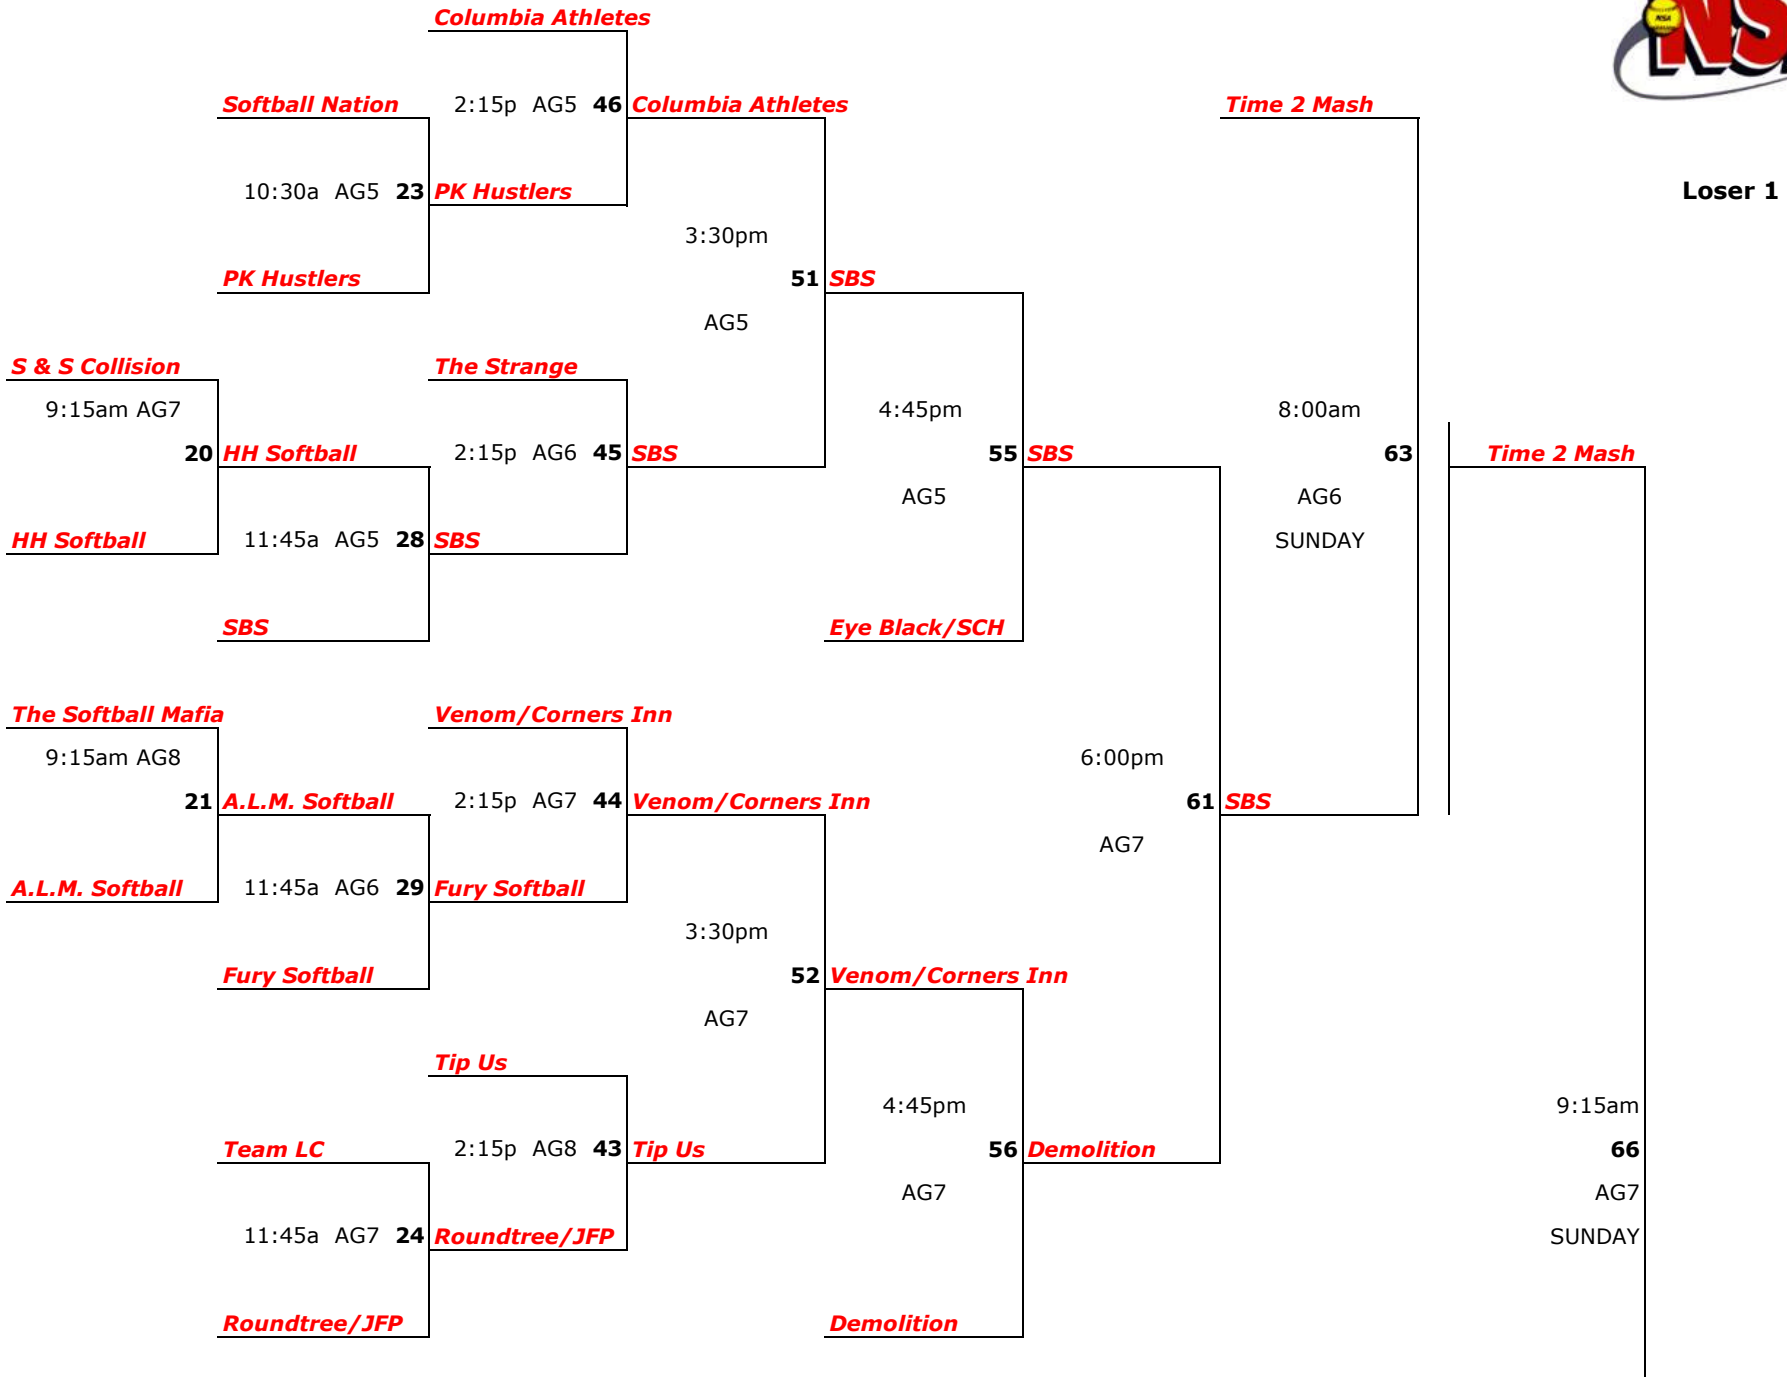 Columbia Athletes
NSA
Softball Nation 2:15p AG5 46 Columbia Athletes Time 2 Mash
10:30a AG5 23 PK Hustlers Loser 1
3:30pm
PK Hustlers 51 SBS
AG5
S & S Collision The Strange
9:15am AG7 4:45pm 8:00am
20 HH Softball 2:15p AG6 45 SBS 55 SBS 63 Time 2 Mash
AG5 AG6
HH Softball 11:45a AG5 28 SBS SUNDAY
SBS Eye Black/SCH
The Softball Mafia Venom/Corners Inn
9:15am AG8 6:00pm
21 A.L.M. Softball 2:15p AG7 44 Venom/Corners Inn 61 SBS
AG7
A.L.M. Softball 11:45a AG6 29 Fury Softball
3:30pm
Fury Softball 52 Venom/Corners Inn
AG7
Tip Us
4:45pm 9:15am
Team LC 2:15p AG8 43 Tip Us 56 Demolition 66
AG7 AG7
11:45a AG7 24 Roundtree/JFP SUNDAY
Roundtree/JFP Demolition